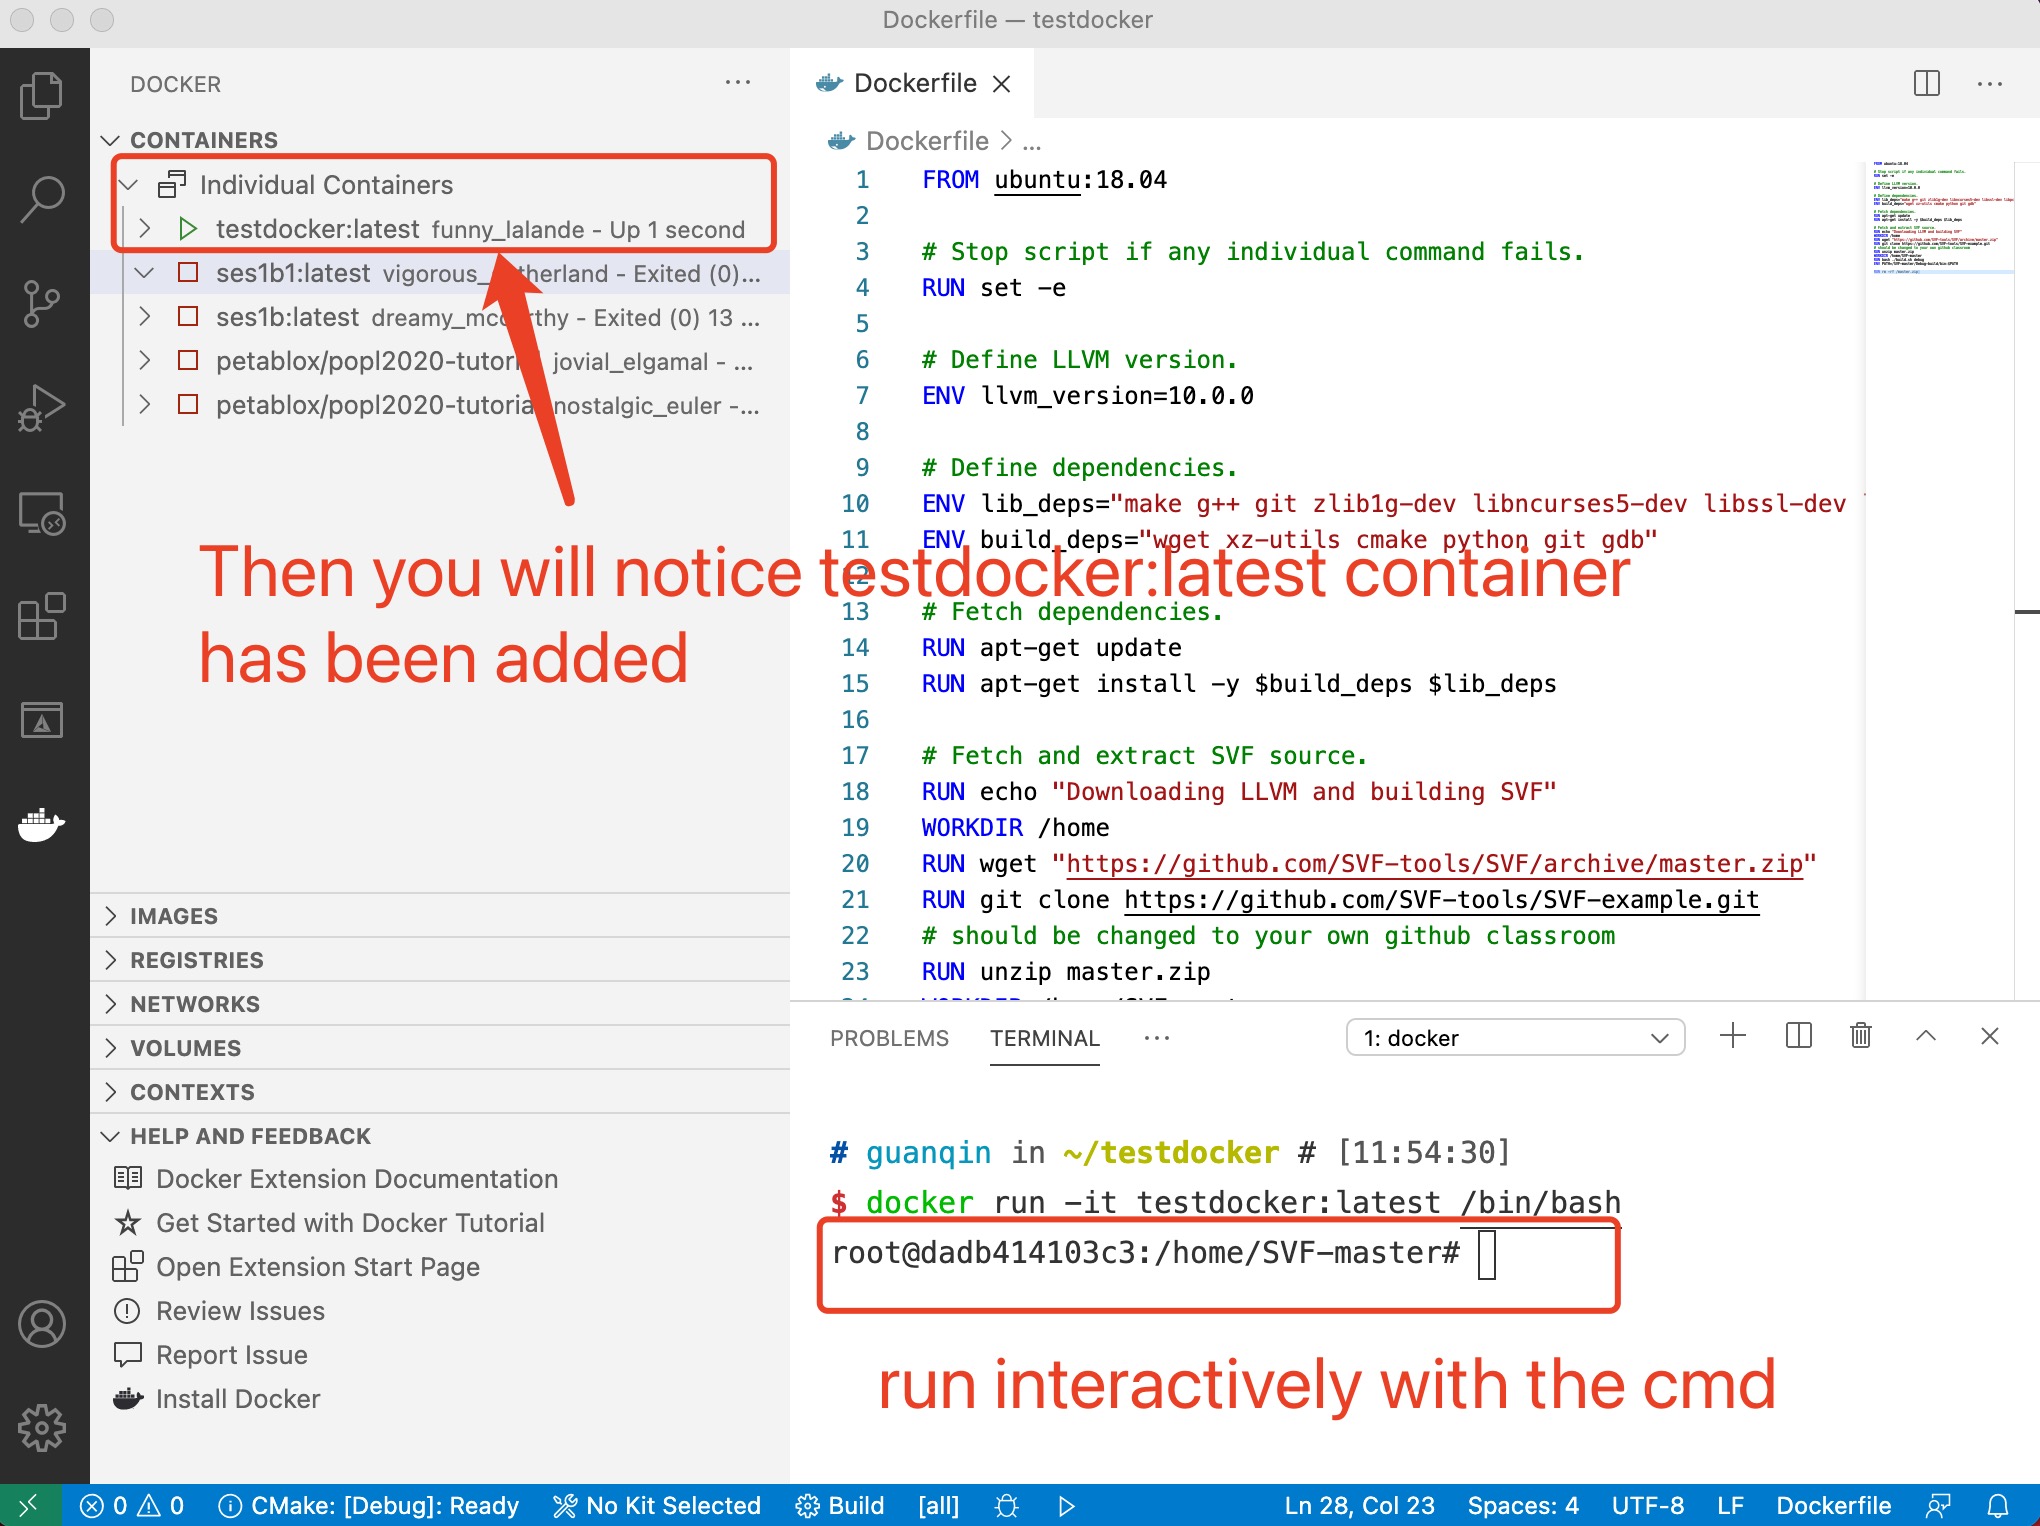 Dockerfile — testdocker
DOCKER
CONTAINERS
Individual Containers
testdocker:latest funny_lalande - Up 1 second
ses1b1:latest vigorous_ therland - Exited (0)...
ses1b:latest dreamy_mcc rthy - Exited (0) 13 ...
petablox/popl2020-tutori jovial_elgamal - ...
petablox/popl2020-tutoria nostalgic_euler -...
Then you will notice testdocker:latest container
has been added
IMAGES
REGISTRIES
NETWORKS
VOLUMES
CONTEXTS
HELP AND FEEDBACK
Docker Extension Documentation
Get Started with Docker Tutorial
Open Extension Start Page
Review Issues
Report Issue
Install Docker
Dockerfile
Dockerfile > ...
1 FROM ubuntu:18.04
2
3 # Stop script if any individual command fails.
4 RUN set -e
5
6 # Define LLVM version.
7 ENV llvm_version=10.0.0
8
9 # Define dependencies.
10 ENV lib_deps="make g++ git zlib1g-dev libncurses5-dev libssl-dev
11 ENV build_deps="wget xz-utils cmake python git gdb"
12
13 # Fetch dependencies.
14 RUN apt-get update
15 RUN apt-get install -y $build_deps $lib_deps
16
17 # Fetch and extract SVF source.
18 RUN echo "Downloading LLVM and building SVF"
19 WORKDIR /home
20 RUN wget "https://github.com/SVF-tools/SVF/archive/master.zip"
21 RUN git clone https://github.com/SVF-tools/SVF-example.git
22 # should be changed to your own github classroom
23 RUN unzip master.zip
PROBLEMS TERMINAL ... 1: docker
# guanqin in ~/testdocker # [11:54:30]
$ docker run -it testdocker:latest /bin/bash
root@dadb414103c3:/home/SVF-master#
run interactively with the cmd
0 0 CMake: [Debug]: Ready No Kit Selected Build [all] Ln 28, Col 23 Spaces: 4 UTF-8 LF Dockerfile